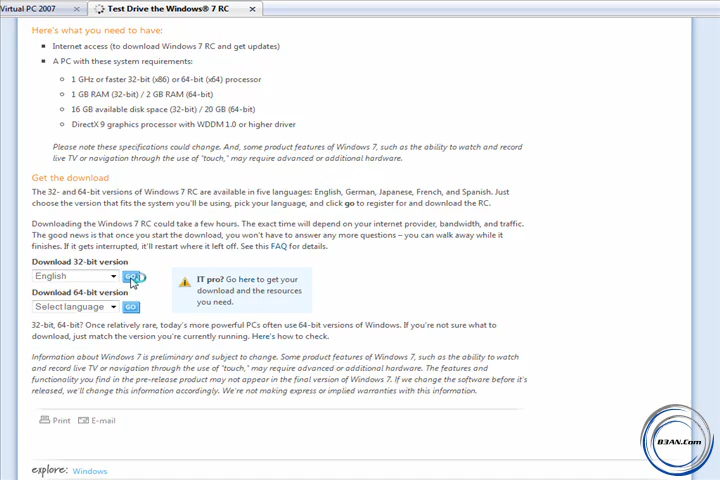 Virtual PC 2007
Test Drive the Windows® 7 RC
Here's what you need to have:
Internet access (to download Windows 7 RC and get updates)
A PC with these system requirements:
1 GHz or faster 32-bit (x86) or 64-bit (x64) processor
1 GB RAM (32-bit) / 2 GB RAM (64-bit)
16 GB available disk space (32-bit) / 20 GB (64-bit)
DirectX 9 graphics processor with WDDM 1.0 or higher driver
Please note these specifications could change. And, some product features of Windows 7, such as the ability to watch and record
live TV or navigation through the use of "touch," may require advanced or additional hardware.
Get the download
The 32- and 64-bit versions of Windows 7 RC are available in five languages: English, German, Japanese, French, and Spanish. Just
choose the version that fits the system you'll be using, pick your language, and click go to register for and download the RC.
Downloading the Windows 7 RC could take a few hours. The exact time will depend on your internet provider, bandwidth, and traffic.
The good news is that once you start the download, you won't have to answer any more questions – you can walk away while it
finishes. If it gets interrupted, it'll restart where it left off. See this FAQ for details.
Download 32-bit version
English
GO
IT pro? Go here to get your
download and the resources
you need.
Download 64-bit version
Select language
GO
32-bit, 64-bit? Once relatively rare, today's more powerful PCs often use 64-bit versions of Windows. If you're not sure what to
download, just match the version you're currently running. Here's how to check.
Information about Windows 7 is preliminary and subject to change. Some product features of Windows 7, such as the ability to watch
and record live TV or navigation through the use of "touch," may require advanced or additional hardware. The features and
functionality you find in the pre-release product may not appear in the final version of Windows 7. If we change the software before it's
released, we'll change this information accordingly. We're not making express or implied warranties with this information.
Print
E-mail
B3AN.Com
explore:
Windows